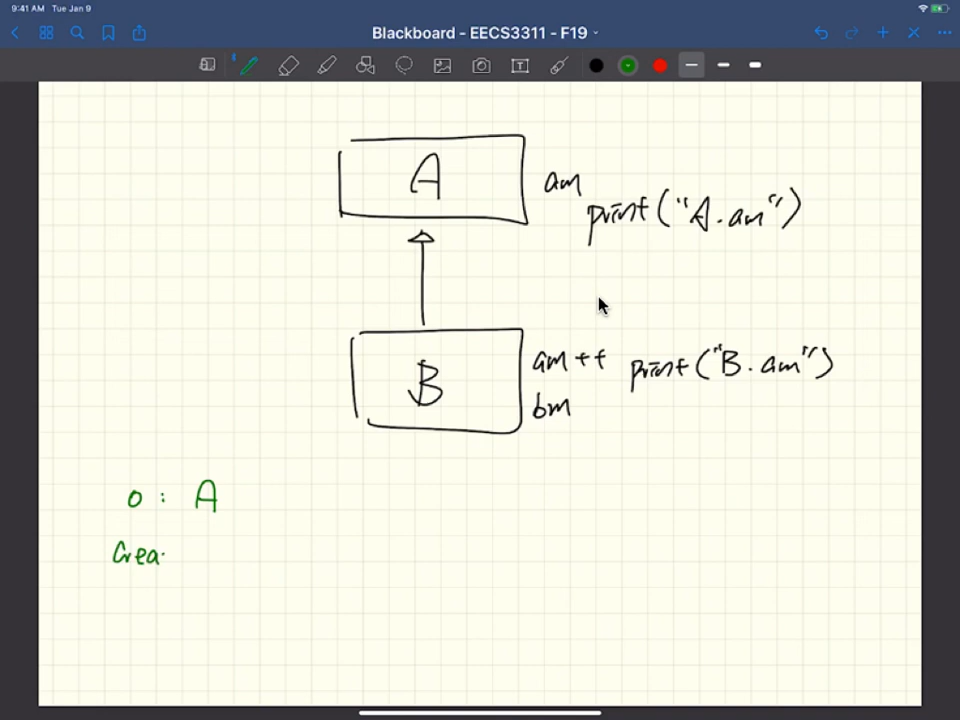 9:41 AM Tue Jan 9
Blackboard - EECS3311 - F19
A
am
print("A.am")
B
am ++ print("B.am")
bm
o : A
Crea